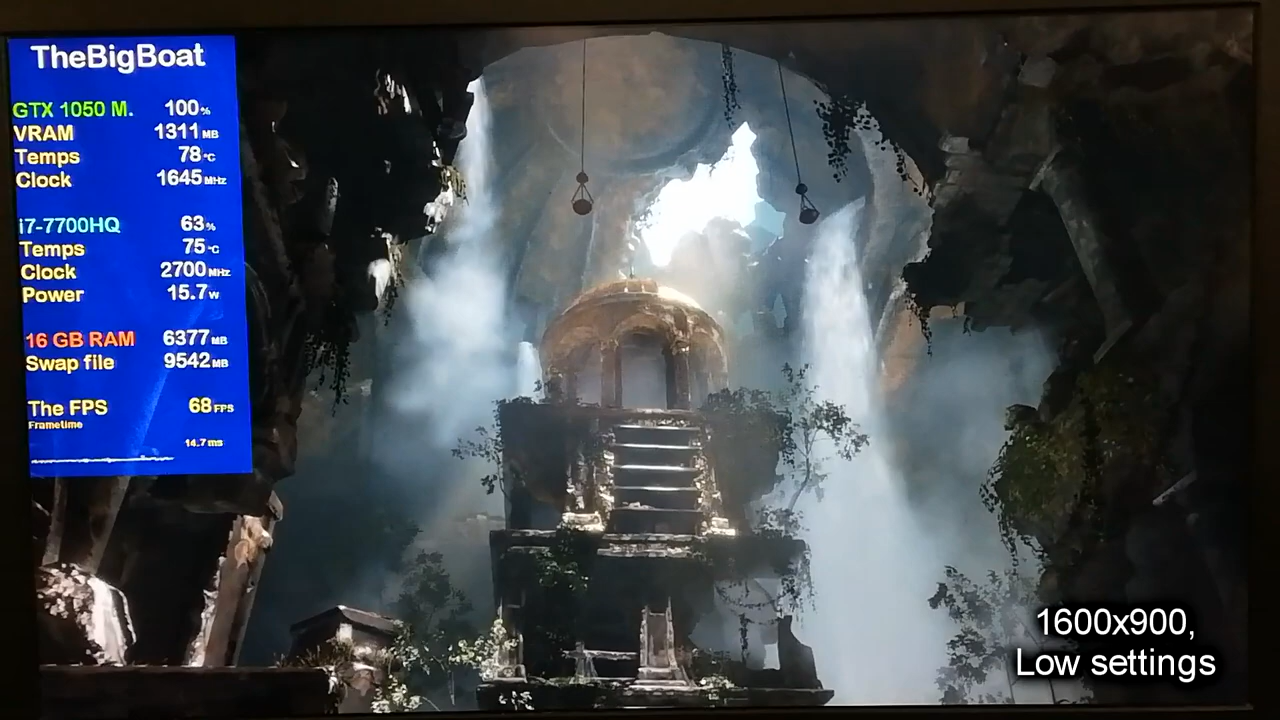 TheBigBoat
GTX 1050 M. 100%
VRAM 1311MB
Temps 78°C
Clock 1645MHz
i7-7700HQ 63%
Temps 75°C
Clock 2700MHz
Power 15.7W
16 GB RAM 6377MB
Swap file 9542MB
The FPS 68FPS
Frametime
14.7 ms
1600x900,
Low settings